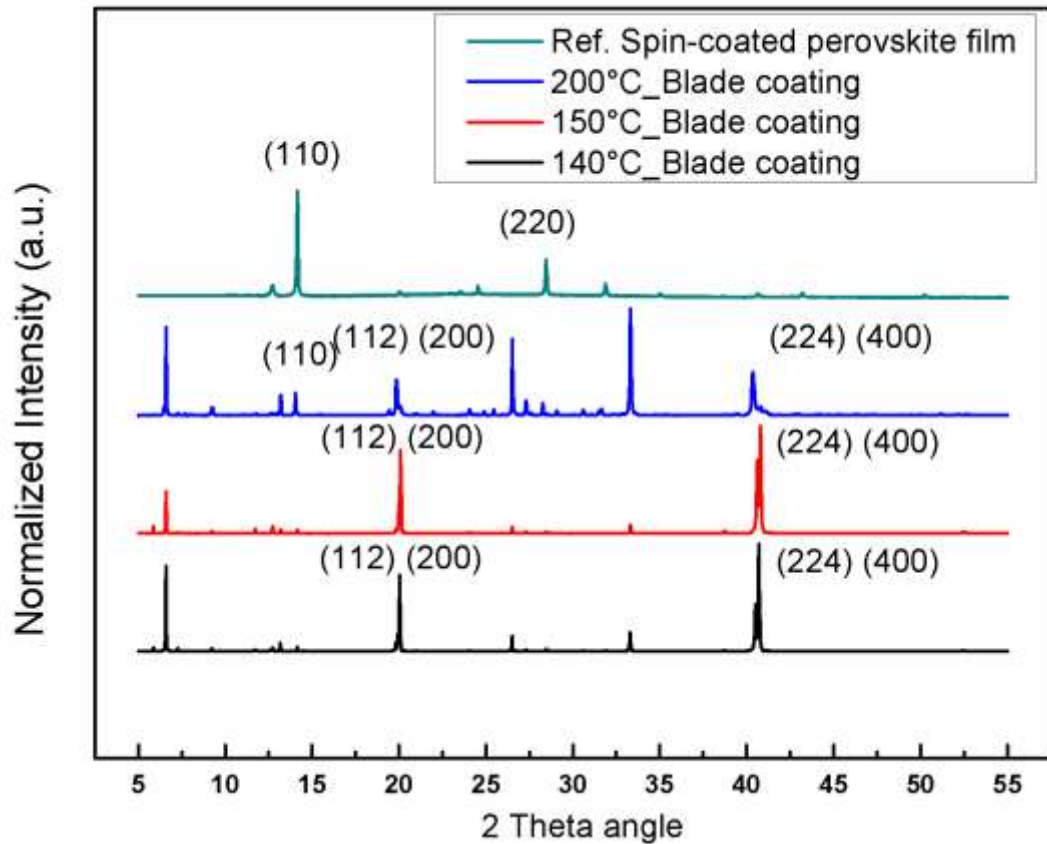 Ref. Spin-coated perovskite film
200°C_Blade coating
150°C_Blade coating
140°C_Blade coating
(110)
(220)
(110) (112) (200) (224) (400)
(112) (200) (224) (400)
(112) (200) (224) (400)
Normalized Intensity (a.u.)
5 10 15 20 25 30 35 40 45 50 55
2 Theta angle